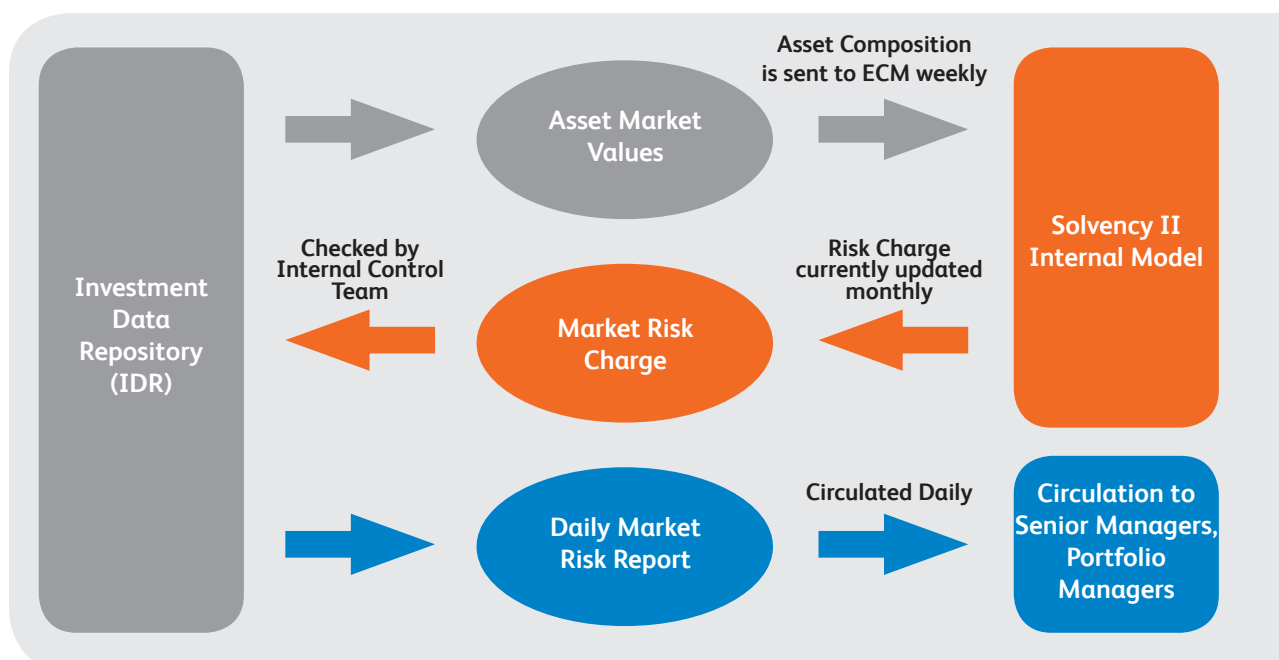 Asset Composition
is sent to ECM weekly
Asset Market
Values
Investment
Data
Repository
(IDR)
Solvency II
Internal Model
Checked by
Internal Control
Team
Risk Charge
currently updated
monthly
Market Risk
Charge
Circulated Daily
Daily Market
Risk Report
Circulation to
Senior Managers,
Portfolio
Managers